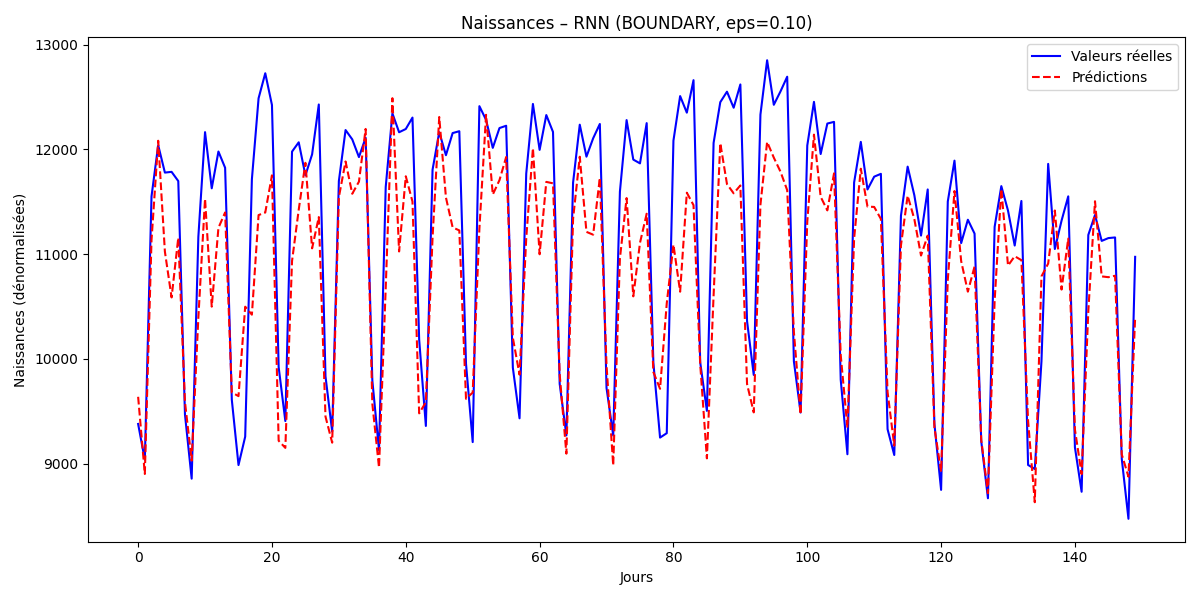 Naissances – RNN (BOUNDARY, eps=0.10)
Valeurs réelles
Prédictions
Naissances (dénormalisées)
13000
12000
11000
10000
9000
0 20 40 60 80 100 120 140
Jours